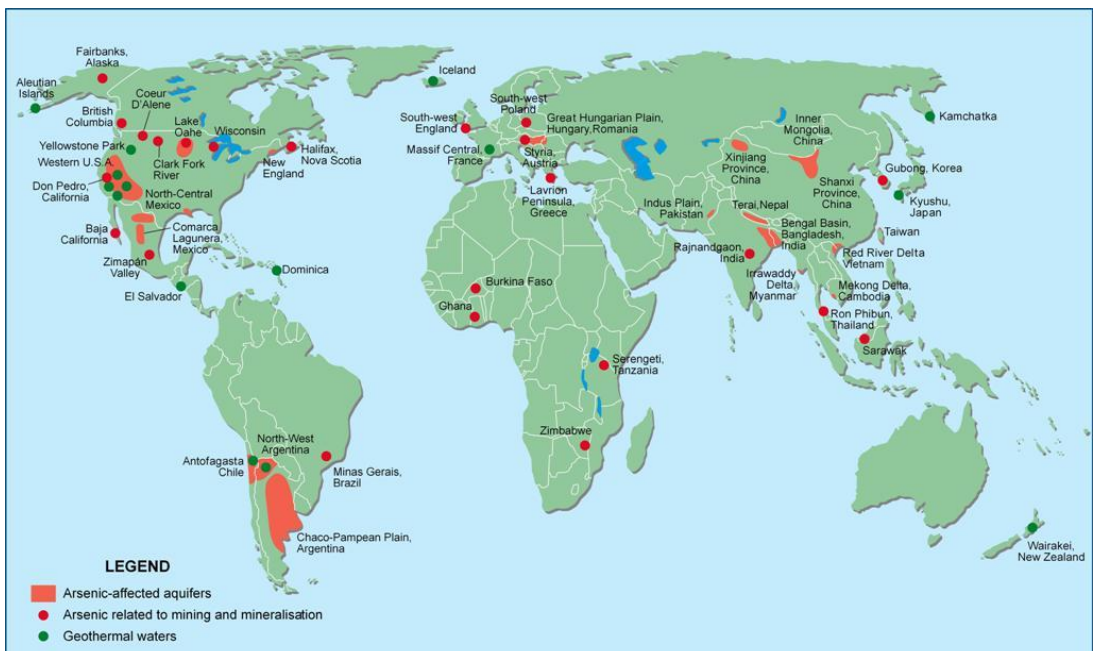 Fairbanks,
Alaska
Aleutian
Islands
Coeur
D'Alene
British
Columbia
Lake
Oahe
Wisconsin
Yellowstone Park
Western U.S.A.
Clark Fork
River
New
England
Halifax,
Nova Scotia
Don Pedro,
California
North-Central
Mexico
Baja
California
Comarca
Lagunera,
Mexico
Zimapán
Valley
El Salvador
Dominica
Iceland
South-west
Poland
South-west
England
Great Hungarian Plain,
Hungary,Romania
Massif Central,
France
Styria,
Austria
Lavrion
Peninsula,
Greece
Kamchatka
Inner
Mongolia,
China
Xinjiang
Province,
China
Gubong, Korea
Shanxi
Province,
China
Kyushu,
Japan
Indus Plain,
Pakistan
Terai,Nepal
Bengal Basin,
Bangladesh,
India
Taiwan
Rajnandgaon,
India
Red River Delta
Vietnam
Irrawaddy
Delta,
Myanmar
Mekong Delta,
Cambodia
Ron Phibun,
Thailand
Sarawak
Burkina Faso
Ghana
Serengeti,
Tanzania
Zimbabwe
North-West
Argentina
Antofagasta
Chile
Minas Gerais,
Brazil
Chaco-Pampean Plain,
Argentina
Wairakei,
New Zealand
LEGEND
Arsenic-affected aquifers
Arsenic related to mining and mineralisation
Geothermal waters